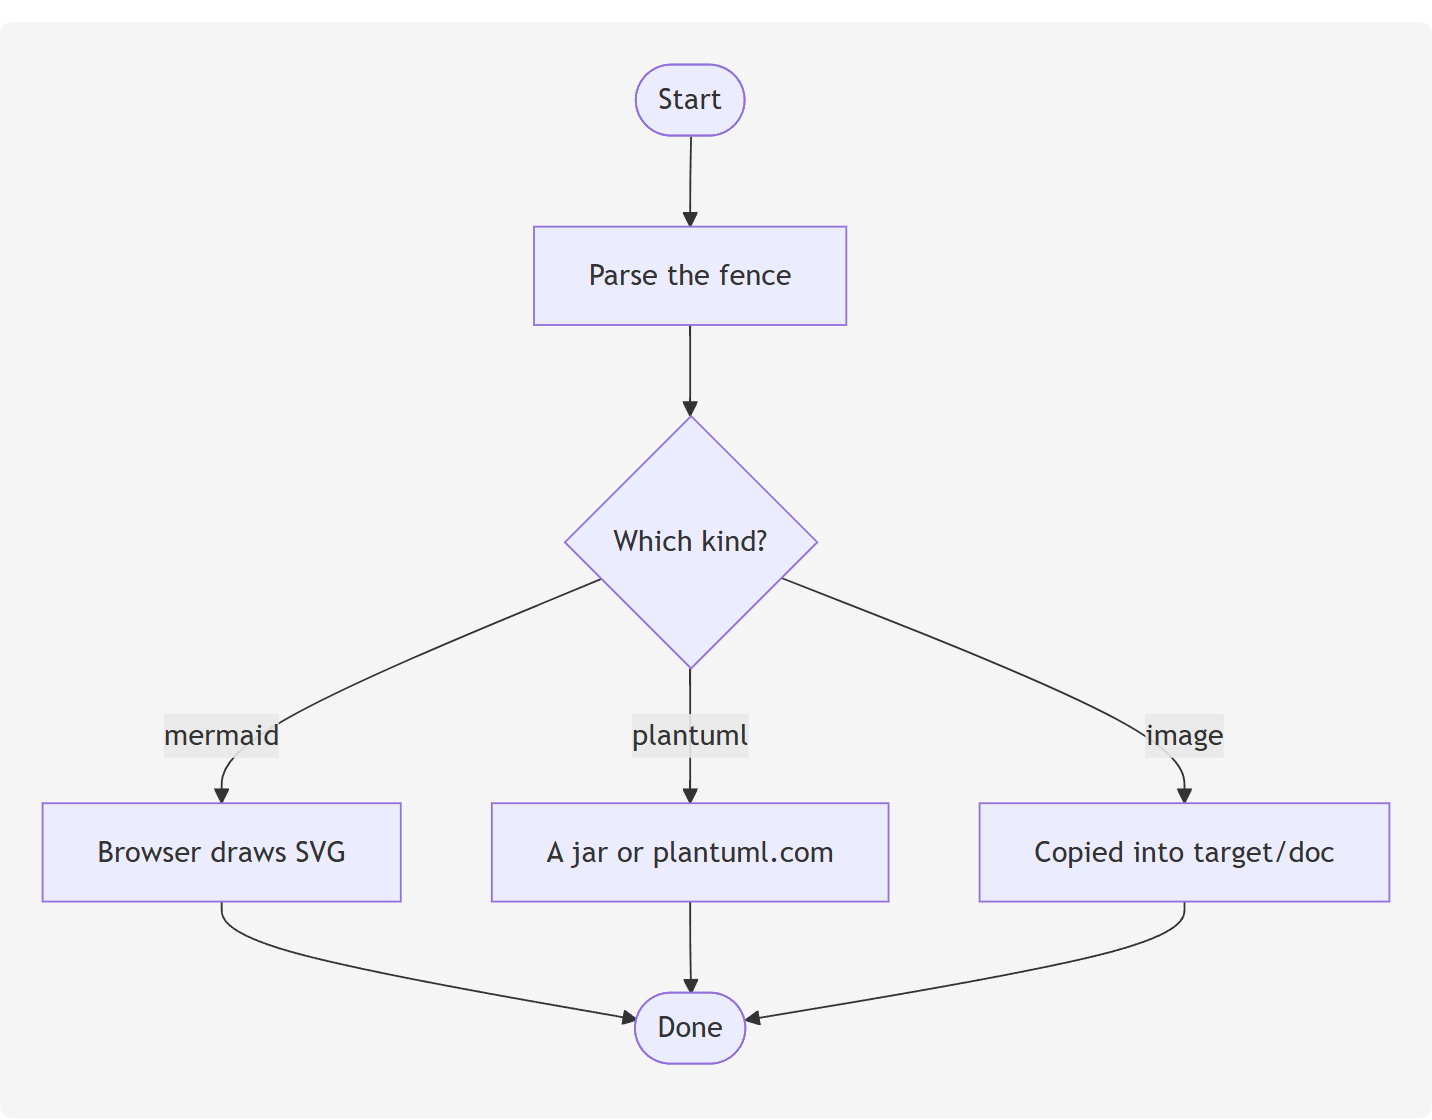 Start
Parse the fence
Which kind?
mermaid
plantuml
image
Browser draws SVG
A jar or plantuml.com
Copied into target/doc
Done